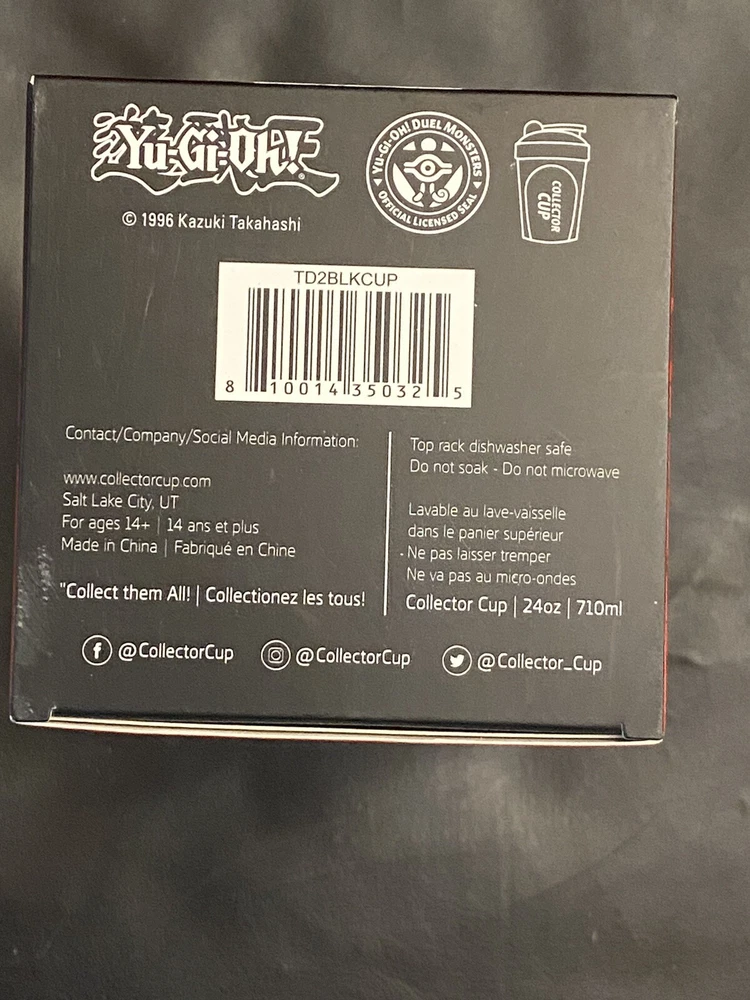 Yu-Gi-Oh!
© 1996 Kazuki Takahashi
YU-GI-OH! DUEL MONSTERS
OFFICIAL LICENSED SEAL
COLLECTOR
CUP
TD2BLKCUP
8 10014 35032 5
Contact/Company/Social Media Information:
www.collectorcup.com
Salt Lake City, UT
For ages 14+ | 14 ans et plus
Made in China | Fabriqué en Chine
"Collect them All! | Collectionez les tous!
Top rack dishwasher safe
Do not soak - Do not microwave
Lavable au lave-vaisselle
dans le panier supérieur
- Ne pas laisser tremper
Ne va pas au micro-ondes
Collector Cup | 24oz | 710ml
@CollectorCup
@CollectorCup
@Collector_Cup